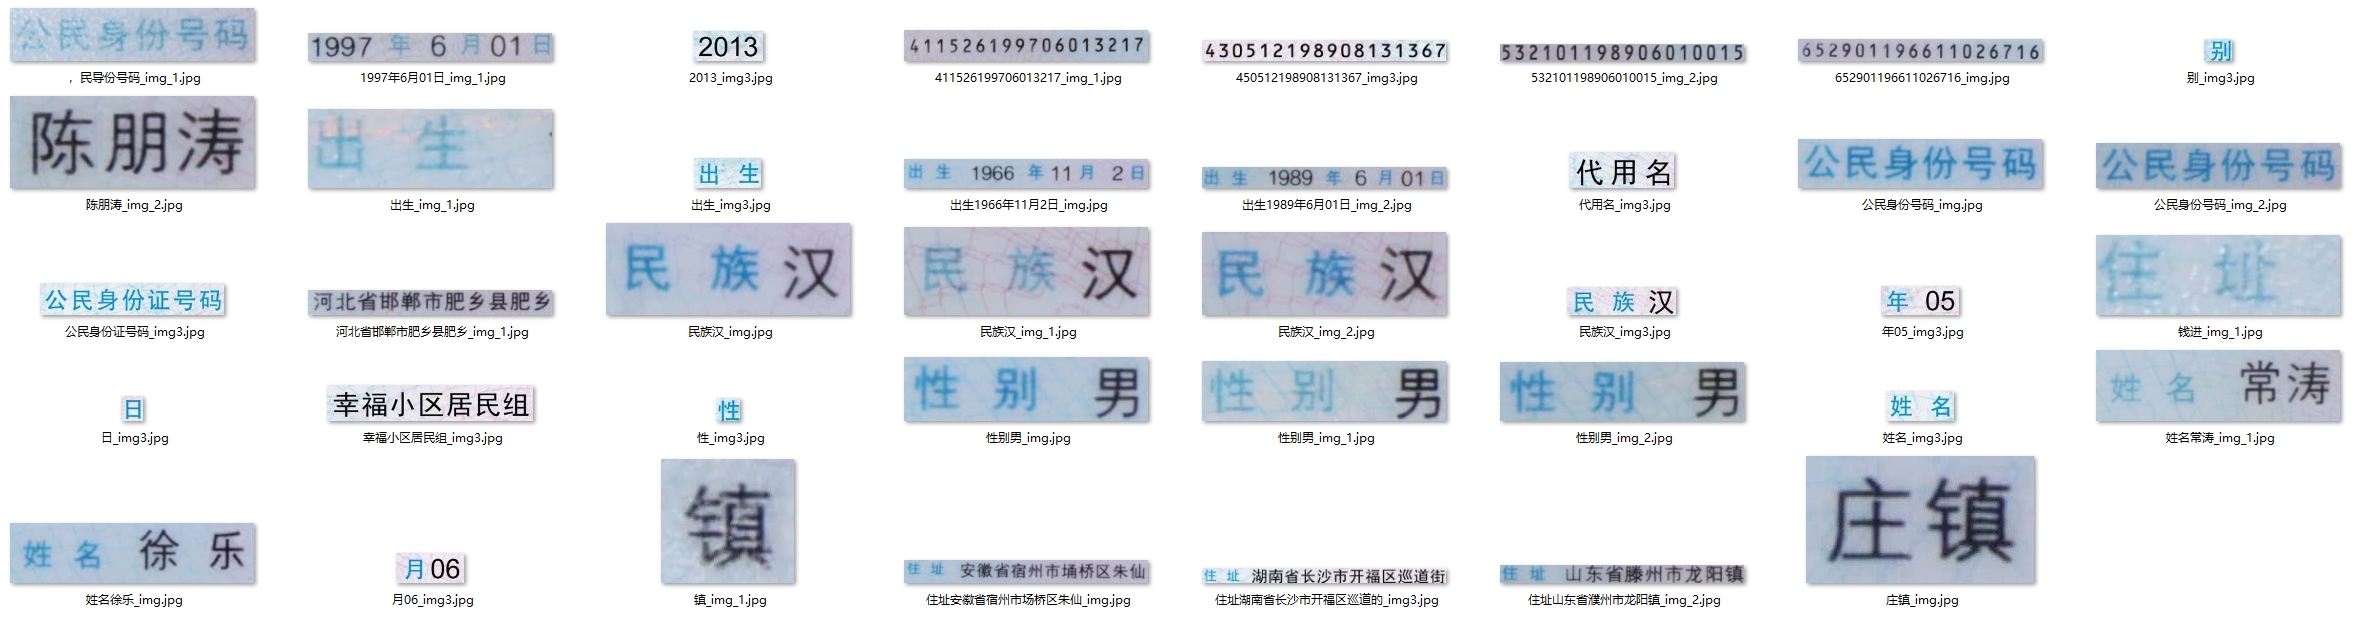 公民身份号码
1997 年 6 月 01 日
2013
411526199706013217
430512198908131367
532101198906010015
652901196611026716
别
，民导份号码_img_1.jpg
1997年6月01日_img_1.jpg
2013_img3.jpg
411526199706013217_img_1.jpg
450512198908131367_img3.jpg
532101198906010015_img_2.jpg
652901196611026716_img.jpg
别_img3.jpg
陈朋涛
出 生
出 生
出 生 1966 年 11 月 2 日
出 生 1989 年 6 月 01 日
代用名
公民身份号码
公民身份号码
陈朋涛_img_2.jpg
出生_img_1.jpg
出生_img3.jpg
出生1966年11月2日_img.jpg
出生1989年6月01日_img_2.jpg
代用名_img3.jpg
公民身份号码_img.jpg
公民身份号码_img_2.jpg
公民身份证号码
河北省邯郸市肥乡县肥乡
民 族 汉
民 族 汉
民 族 汉
民 族 汉
年 05
住 址
公民身份证号码_img3.jpg
河北省邯郸市肥乡县肥乡_img_1.jpg
民族汉_img.jpg
民族汉_img_1.jpg
民族汉_img_2.jpg
民族汉_img3.jpg
年05_img3.jpg
钱进_img_1.jpg
日
幸福小区居民组
性
性 别 男
性 别 男
性 别 男
姓 名
姓 名 常涛
日_img3.jpg
幸福小区居民组_img3.jpg
性_img3.jpg
性别男_img.jpg
性别男_img_1.jpg
性别男_img_2.jpg
姓名_img3.jpg
姓名常涛_img_1.jpg
姓 名 徐 乐
月 06
镇
住 址 安徽省宿州市埇桥区朱仙
住 址 湖南省长沙市开福区巡道街
住 址 山东省滕州市龙阳镇
庄镇
姓名徐乐_img.jpg
月06_img3.jpg
镇_img_1.jpg
住址安徽省宿州市场桥区朱仙_img.jpg
住址湖南省长沙市开福区巡道的_img3.jpg
住址山东省濮州市龙阳镇_img_2.jpg
庄镇_img.jpg